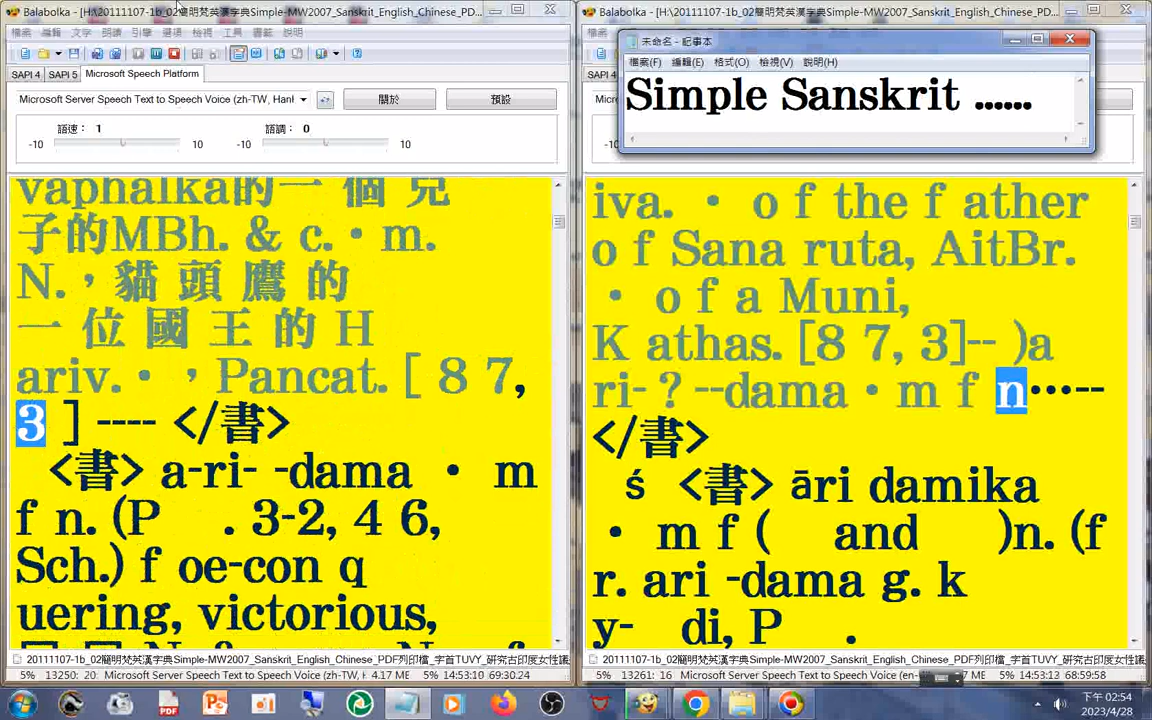 Balabolka - [H:\20111107-1b_02簡明梵英漢字典Simple-MW2007_Sanskrit_English_Chinese_PD...
檔案 編輯 文字 朗讀 引擎 選項 檢視 工具 書籤 說明
SAPI 4 SAPI 5 Microsoft Speech Platform
Microsoft Server Speech Text to Speech Voice (zh-TW, Hanl
關於
預設
語速： 1
語調： 0
-10 10 -10 10
vaphalka的一 個 兒
子的MBh. & c.・m.
N.，貓 頭 鷹 的
一 位 國 王 的 H
ariv.・，Pancat. [ 8 7,
3 ] ---- </書>
<書> a-ri- -dama ・ m
f n. (P . 3-2, 4 6,
Sch.) f oe-con q
uering, victorious,
20111107-1b_02簡明梵英漢字典Simple-MW2007_Sanskrit_English_Chinese_PDF列印檔_字首TUVY_研究古印度女性議
5% 13250: 20 Microsoft Server Speech Text to Speech Voice (zh-TW, H 4.17 ME 5% 14:53:10 69:30.24
Balabolka - [H:\20111107-1b_02簡明梵英漢字典Simple-MW2007_Sanskrit_English_Chinese_PD...
檔案
SAPI 4
未命名 - 記事本
檔案(F) 編輯(E) 格式(O) 檢視(V) 說明(H)
Simple Sanskrit ......
-10 10 -10 10
iva. ・ o f the f ather
o f Sana ruta, AitBr.
・ o f a Muni,
K athas. [8 7, 3]-- )a
ri- ? --dama・m f n…--
</書>
ś <書> āri damika
・ m f ( and )n. (f
r. ari -dama g. k
y- di, P .
20111107-1b_02簡明梵英漢字典Simple-MW2007_Sanskrit_English_Chinese_PDF列印檔_字首TUVY_研究古印度女性議
5% 13261: 16 Microsoft Server Speech Text to Speech Voice (en- 5% 14:53:13 68:59.58
下午 02:54
2023/4/28